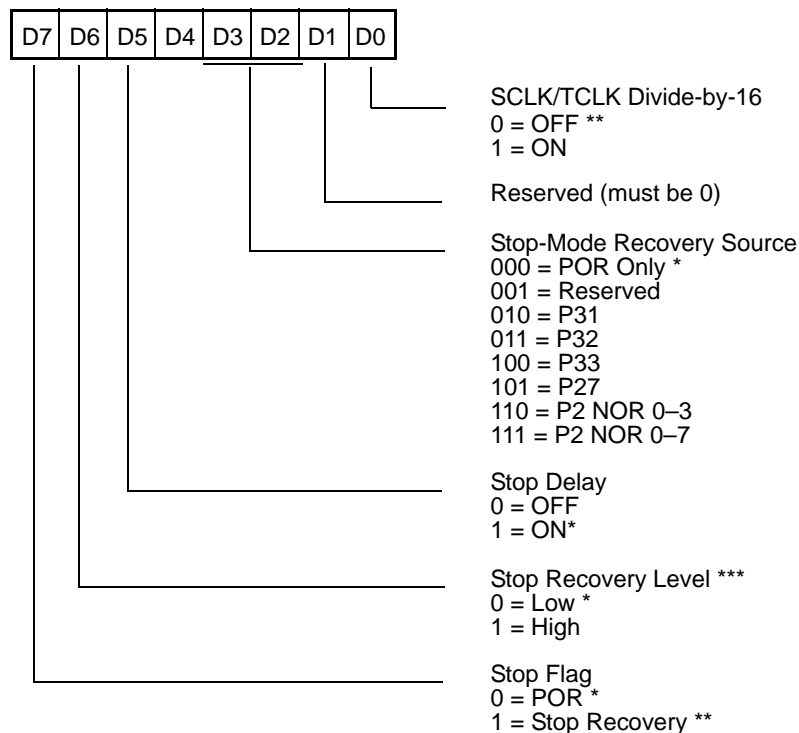 D7 D6 D5 D4 D3 D2 D1 D0
SCLK/TCLK Divide-by-16
0 = OFF **
1 = ON
Reserved (must be 0)
Stop-Mode Recovery Source
000 = POR Only *
001 = Reserved
010 = P31
011 = P32
100 = P33
101 = P27
110 = P2 NOR 0–3
111 = P2 NOR 0–7
Stop Delay
0 = OFF
1 = ON*
Stop Recovery Level ***
0 = Low *
1 = High
Stop Flag
0 = POR *
1 = Stop Recovery **